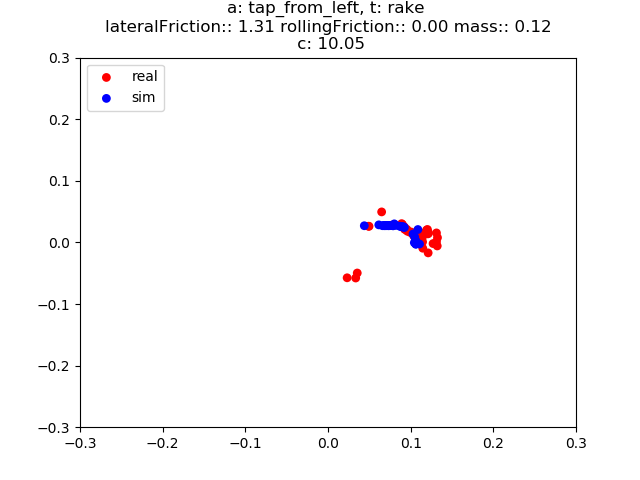 a: tap_from_left, t: rake
lateralFriction:: 1.31 rollingFriction:: 0.00 mass:: 0.12
c: 10.05
real
sim
0.3
0.2
0.1
0.0
−0.1
−0.2
−0.3
−0.3
−0.2
−0.1
0.0
0.1
0.2
0.3